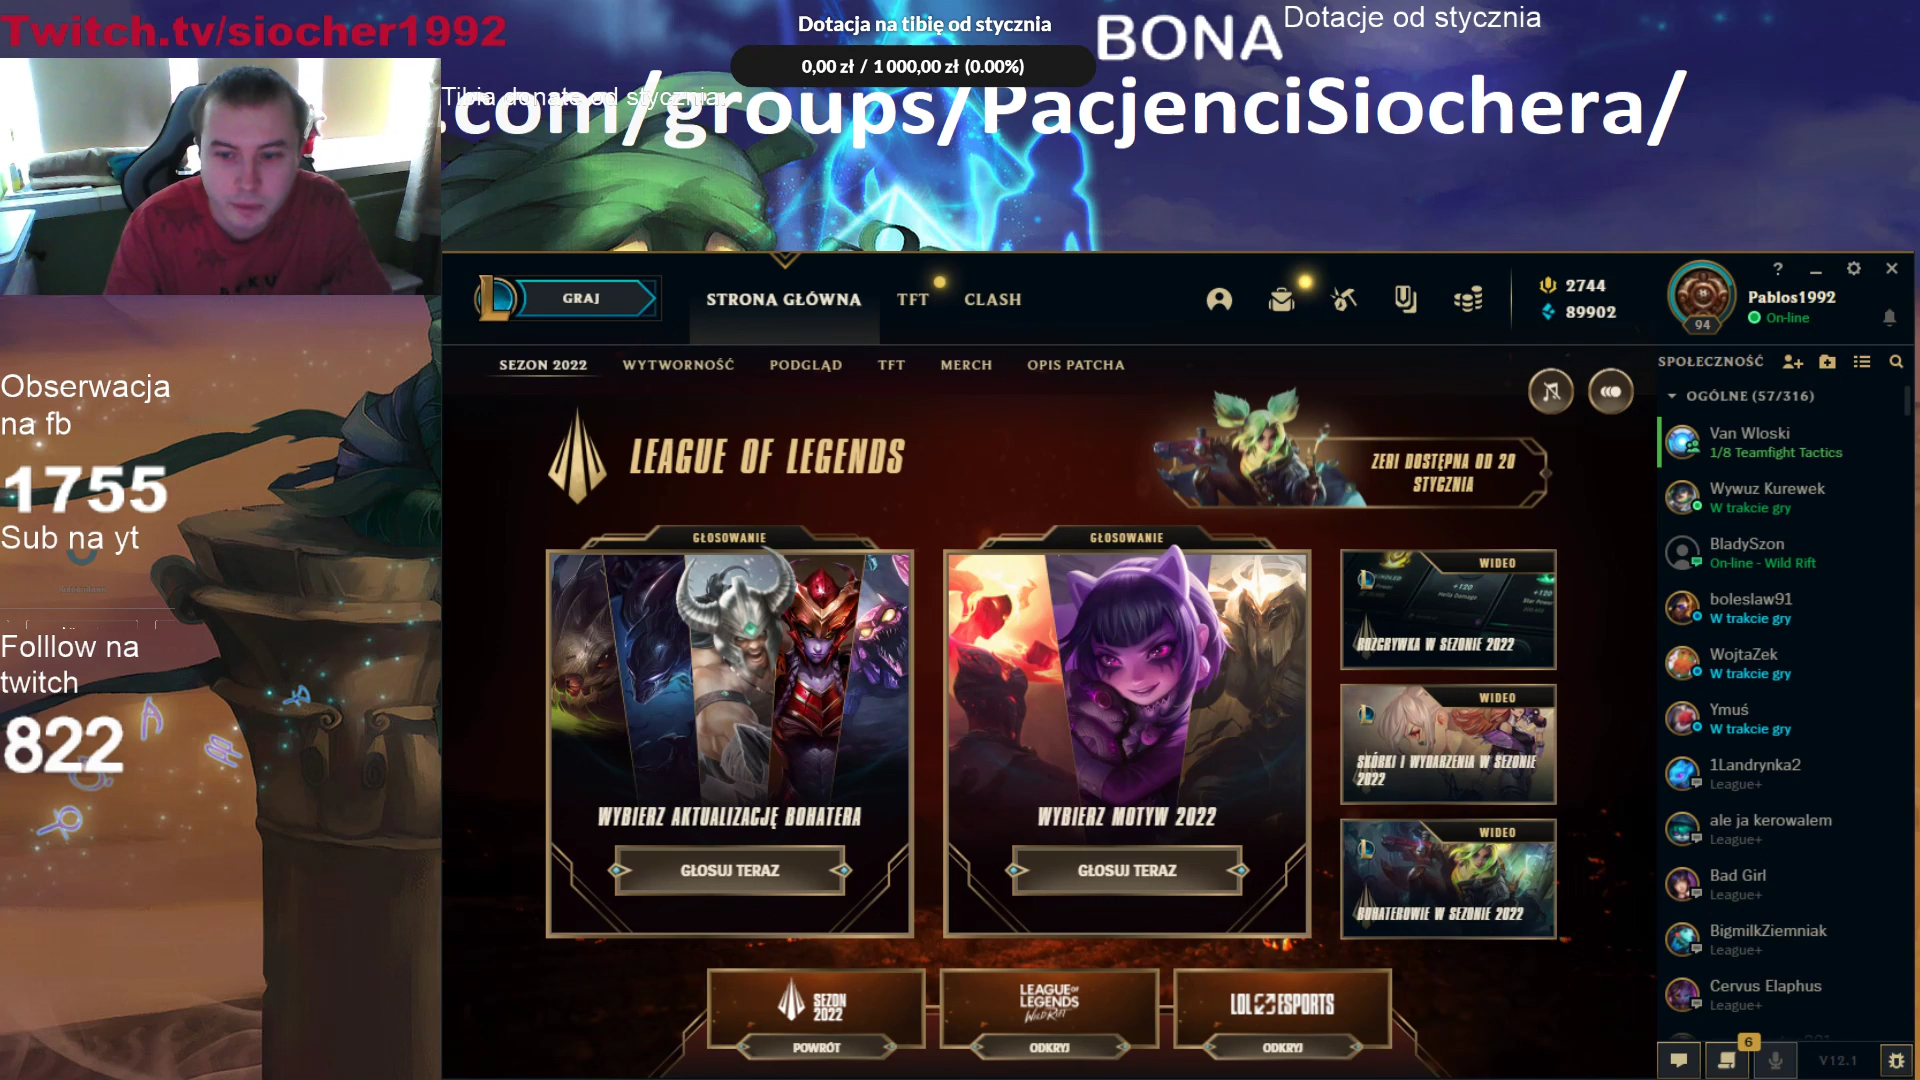 Twitch.tv/siocher1992
Dotacja na tibię od stycznia
0,00 zł / 1 000,00 zł (0.00%)
BONA
Dotacje od stycznia
Tibia donate od stycznia
.com/groups/PacjenciSiochera/
Obserwacja
na fb
1755
Sub na yt
Folllow na
twitch
822
GRAJ
STRONA GŁÓWNA
TFT
CLASH
2744
89902
94
?
Pablos1992
On-line
SEZON 2022
WYTWORNOŚĆ
PODGLĄD
TFT
MERCH
OPIS PATCHA
LEAGUE OF LEGENDS
ZERI DOSTĘPNA OD 20
STYCZNIA
GŁOSOWANIE
WYBIERZ AKTUALIZACJĘ BOHATERA
GŁOSUJ TERAZ
GŁOSOWANIE
WYBIERZ MOTYW 2022
GŁOSUJ TERAZ
WIDEO
ROZGRYWKA W SEZONIE 2022
WIDEO
SKÓRKI I WYDARZENIA W SEZONIE
2022
WIDEO
BOHATEROWIE W SEZONIE 2022
SEZON
2022
POWRÓT
LEAGUE OF
LEGENDS
WILD RIFT
ODKRYJ
LOL ESPORTS
ODKRYJ
SPOŁECZNOŚĆ
OGÓLNE (57/316)
Van Wloski
1/8 Teamfight Tactics
Wywuz Kurewek
W trakcie gry
BladySzon
On-line - Wild Rift
boleslaw91
W trakcie gry
WojtaZek
W trakcie gry
Ymuś
W trakcie gry
1Landrynka2
League+
ale ja kerowalem
League+
Bad Girl
League+
BigmilkZiemniak
League+
Cervus Elaphus
League+
6
V12.1